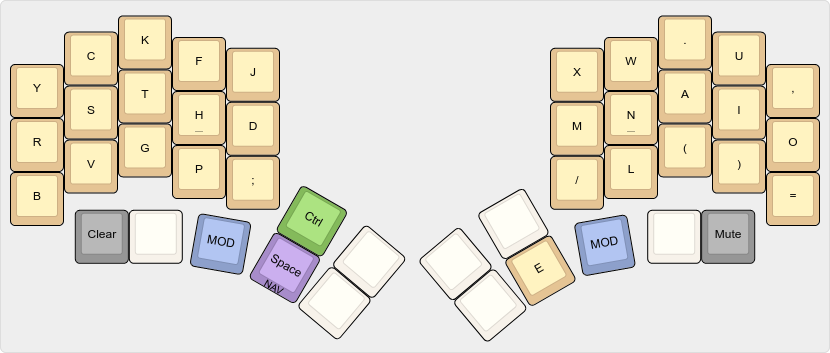 Y C K F J X W . U ,
R S T H D M N A I O
_ _
B V G P ; / L ( ) =
Clear MOD Ctrl MOD Mute
Space E
NAV